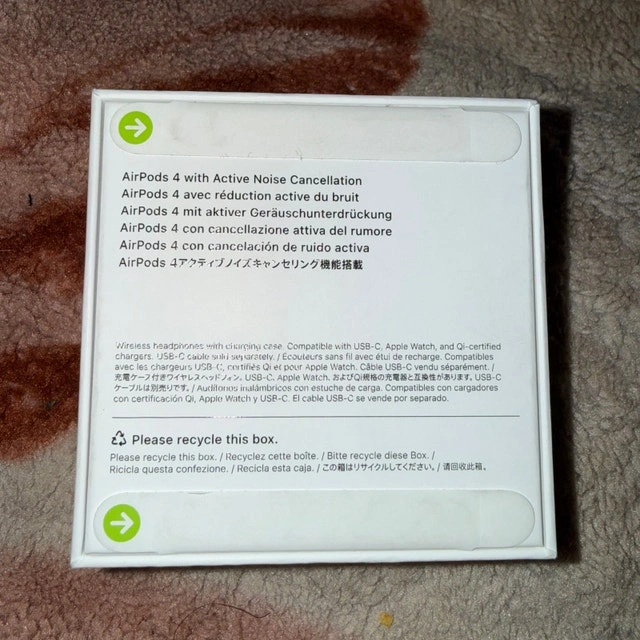 AirPods 4 with Active Noise Cancellation
AirPods 4 avec réduction active du bruit
AirPods 4 mit aktiver Geräuschunterdrückung
AirPods 4 con cancellazione attiva del rumore
AirPods 4 con cancelación de ruido activa
AirPods 4アクティブノイズキャンセリング機能搭載
Wireless headphones with charging case. Compatible with USB-C, Apple Watch, and Qi-certified
chargers. USB-C cable sold separately. / Écouteurs sans fil avec étui de recharge. Compatibles
avec les chargeurs USB-C, certifiés Qi et pour Apple Watch. Câble USB-C vendu séparément. /
充電ケース付きワイヤレスヘッドフォン。USB-C、Apple Watch、およびQi規格の充電器と互換性があります。USB-C
ケーブルは別売りです。/ Audífonos inalámbricos con estuche de carga. Compatibles con cargadores
con certificación Qi, Apple Watch y USB-C. El cable USB-C se vende por separado.
Please recycle this box.
Please recycle this box. / Recyclez cette boîte. / Bitte recycle diese Box. /
Ricicla questa confezione. / Recicla esta caja. / この箱はリサイクルしてください。/ 请回收此箱。